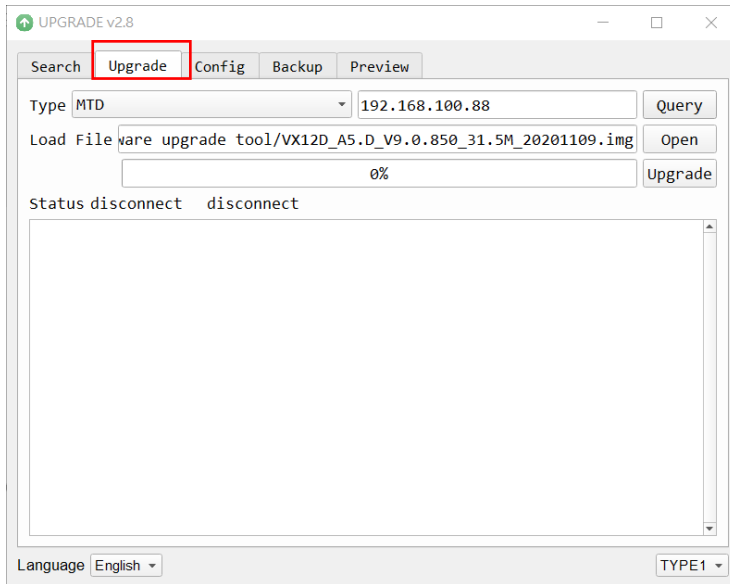 UPGRADE v2.8
Search Upgrade Config Backup Preview
Type MTD 192.168.100.88 Query
Load File ware upgrade tool/VX12D_A5.D_V9.0.850_31.5M_20201109.img Open
0% Upgrade
Status disconnect disconnect
Language English TYPE1